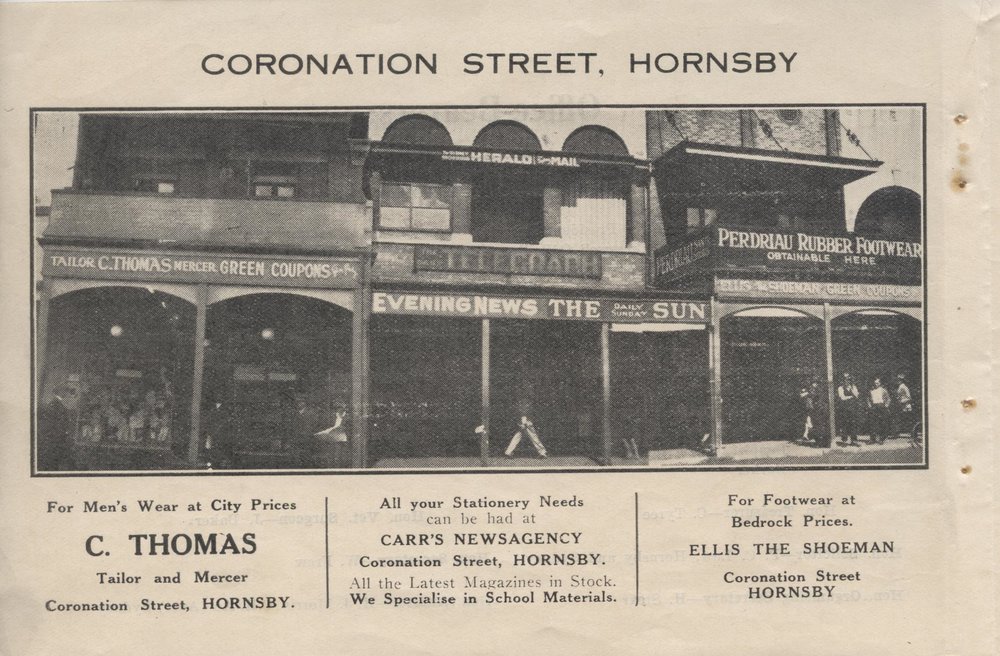 CORONATION STREET, HORNSBY
HERALD MAIL
TAILOR C. THOMAS MERCER GREEN COUPONS
TELEGRAPH
EVENING NEWS THE DAILY SUNDAY SUN
PERDRIAU RUBBER FOOTWEAR
OBTAINABLE HERE
ELLIS THE SHOEMAN GREEN COUPONS
For Men's Wear at City Prices
C. THOMAS
Tailor and Mercer
Coronation Street, HORNSBY.
All your Stationery Needs
can be had at
CARR'S NEWSAGENCY
Coronation Street, HORNSBY.
All the Latest Magazines in Stock.
We Specialise in School Materials.
For Footwear at
Bedrock Prices.
ELLIS THE SHOEMAN
Coronation Street
HORNSBY